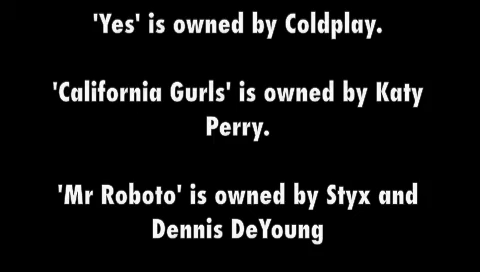 'Yes' is owned by Coldplay.
'California Gurls' is owned by Katy
Perry.
'Mr Roboto' is owned by Styx and
Dennis DeYoung